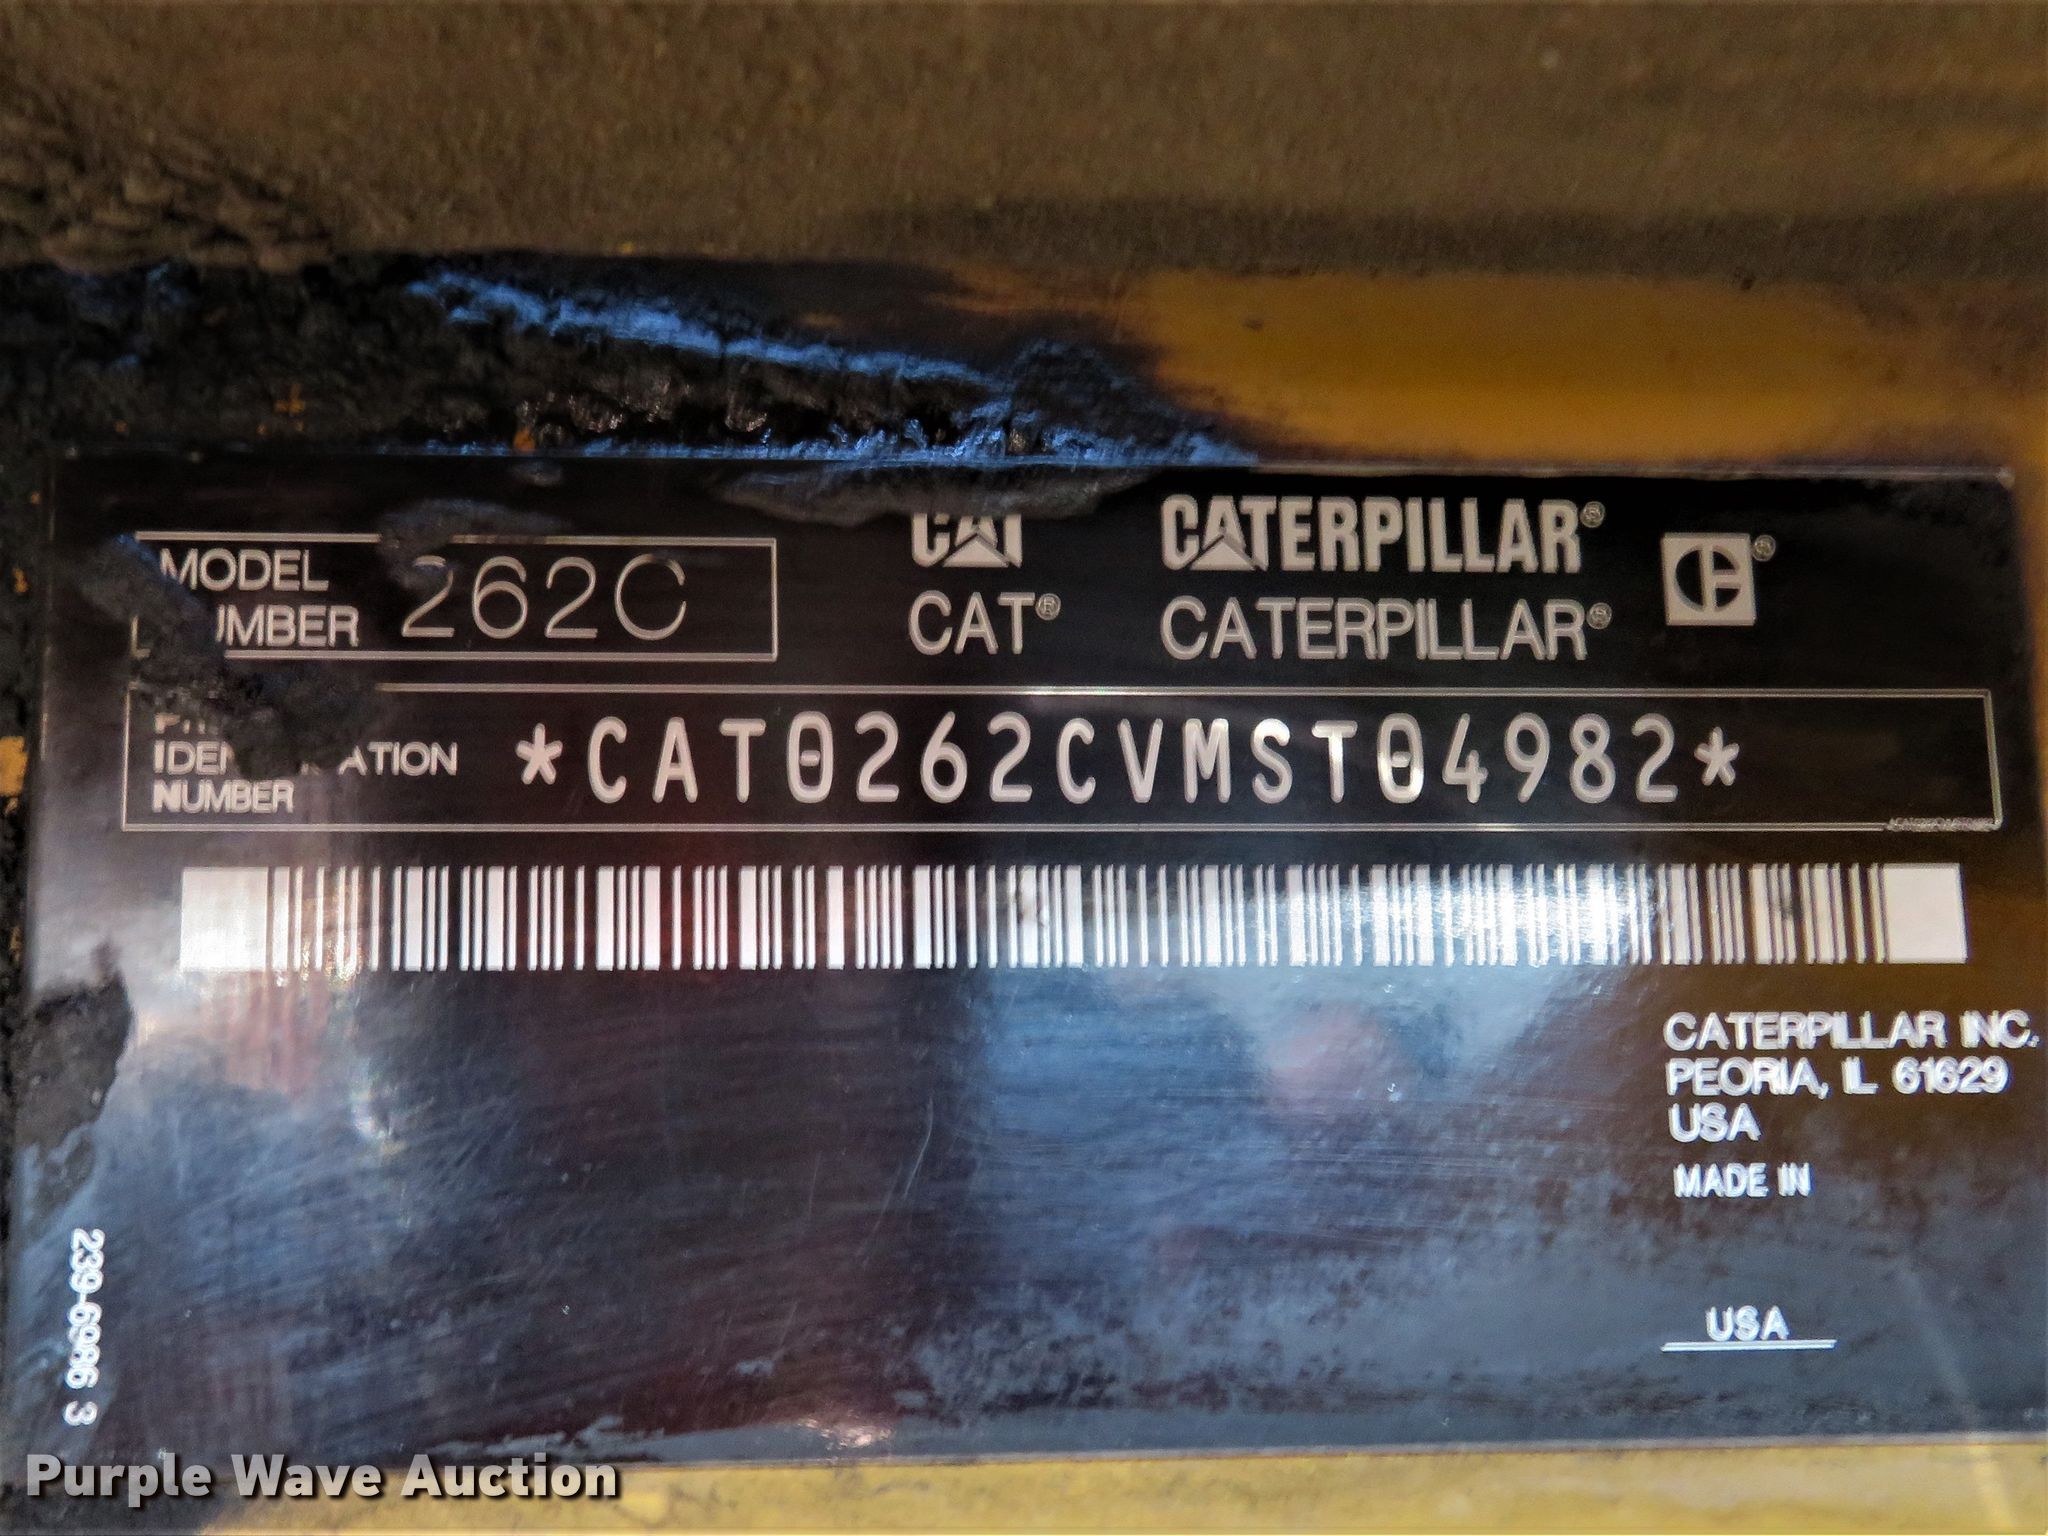 MODEL
UMBER
262C
CAT
CATERPILLAR®
CAT®
CATERPILLAR®
IDEN ATION
NUMBER
*CAT0262CVMST04982*
CATERPILLAR INC.
PEORIA, IL 61629
USA
MADE IN
USA
239-6986 3
Purple Wave Auction